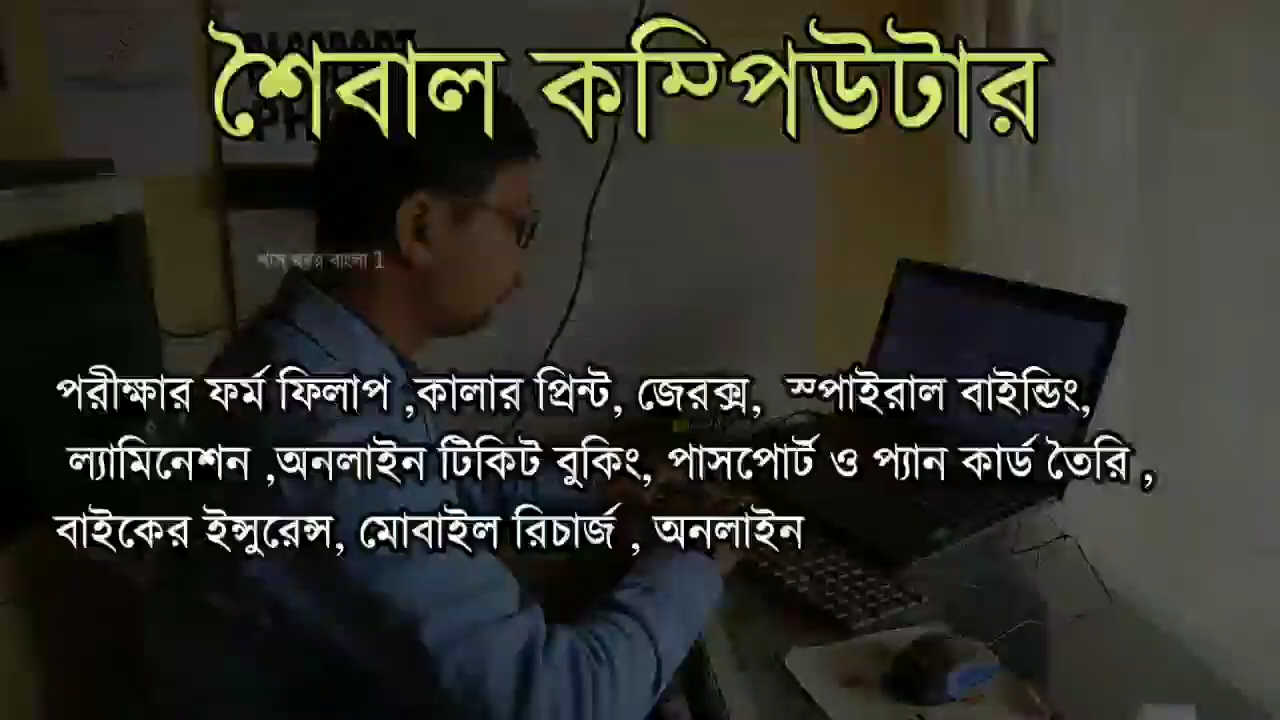 শৈবাল কম্পিউটার
পরীক্ষার ফর্ম ফিলাপ ,কালার প্রিন্ট, জেরক্স, স্পাইরাল বাইন্ডিং,
ল্যামিনেশন ,অনলাইন টিকিট বুকিং, পাসপোর্ট ও প্যান কার্ড তৈরি ,
বাইকের ইন্সুরেন্স, মোবাইল রিচার্জ , অনলাইন